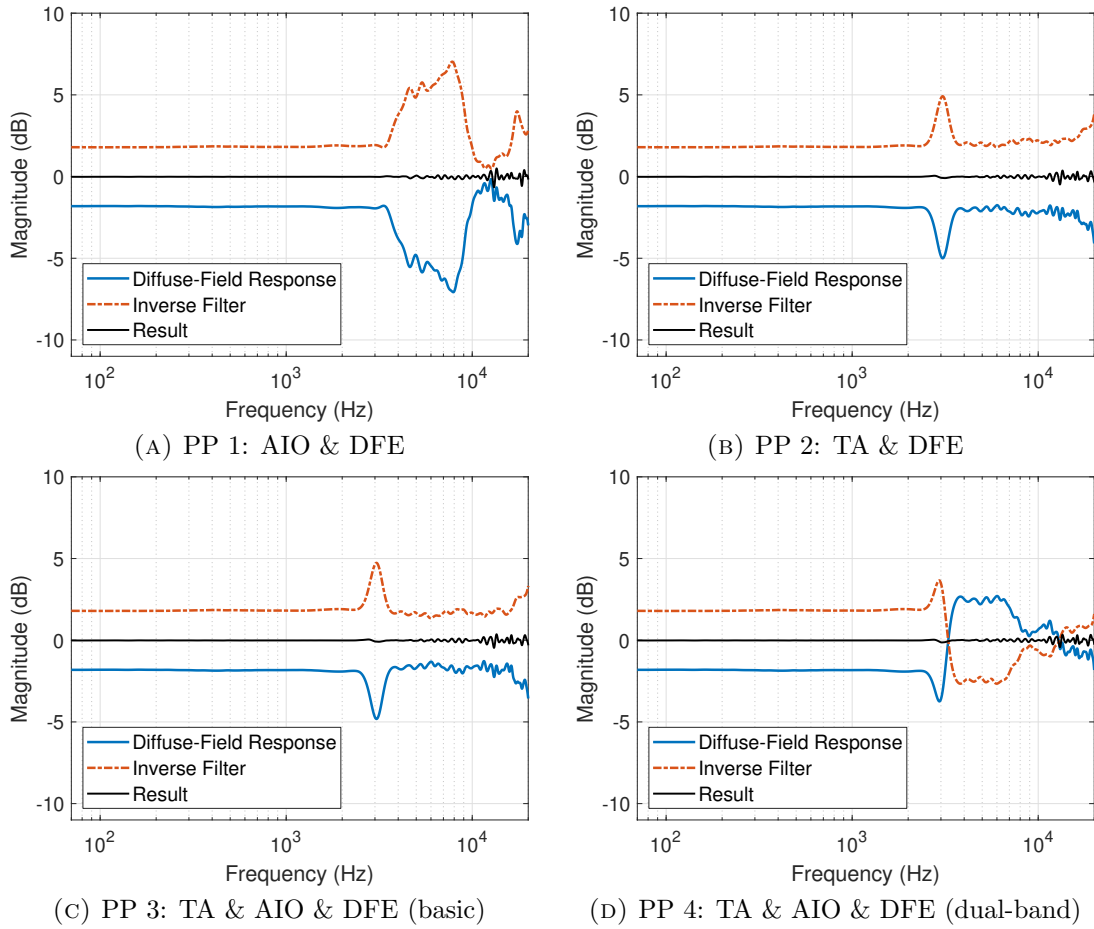 10
5
0
-5
-10
Magnitude (dB)
Diffuse-Field Response
Inverse Filter
Result
10^2
10^3
10^4
Frequency (Hz)
(A) PP 1: AIO & DFE
10
5
0
-5
-10
Magnitude (dB)
Diffuse-Field Response
Inverse Filter
Result
10^2
10^3
10^4
Frequency (Hz)
(B) PP 2: TA & DFE
10
5
0
-5
-10
Magnitude (dB)
Diffuse-Field Response
Inverse Filter
Result
10^2
10^3
10^4
Frequency (Hz)
(C) PP 3: TA & AIO & DFE (basic)
10
5
0
-5
-10
Magnitude (dB)
Diffuse-Field Response
Inverse Filter
Result
10^2
10^3
10^4
Frequency (Hz)
(D) PP 4: TA & AIO & DFE (dual-band)